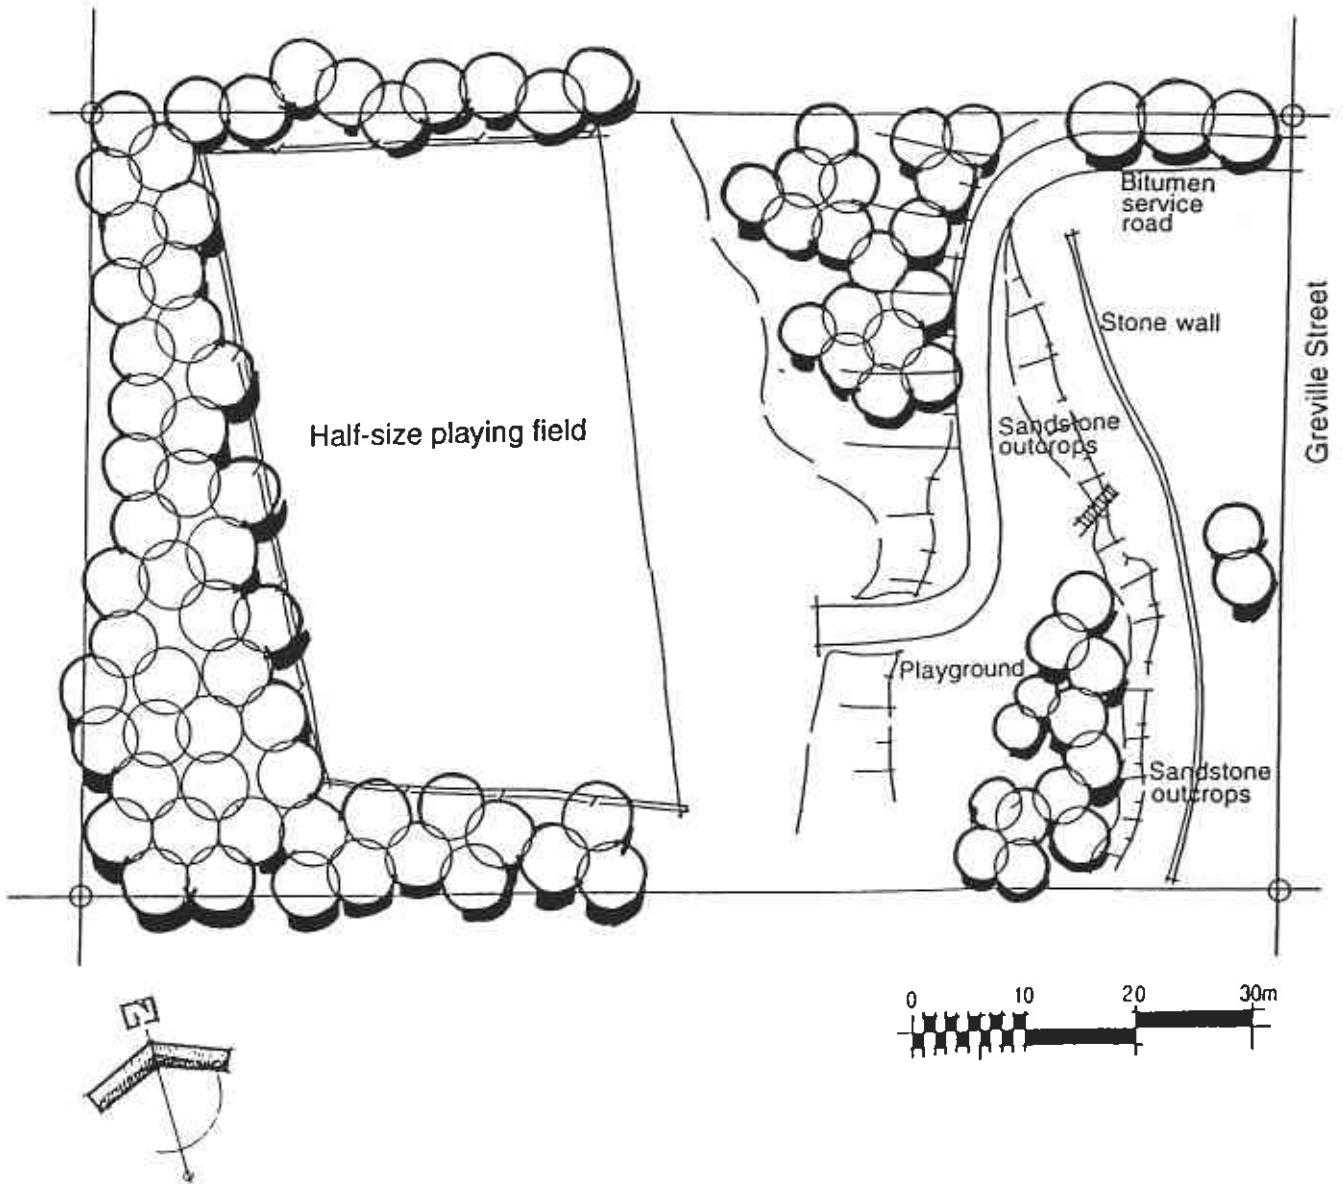 Bitumen
service
road
Stone wall
Greville Street
Half-size playing field
Sandstone
outcrops
Playground
Sandstone
outcrops
N
0 10 20 30m